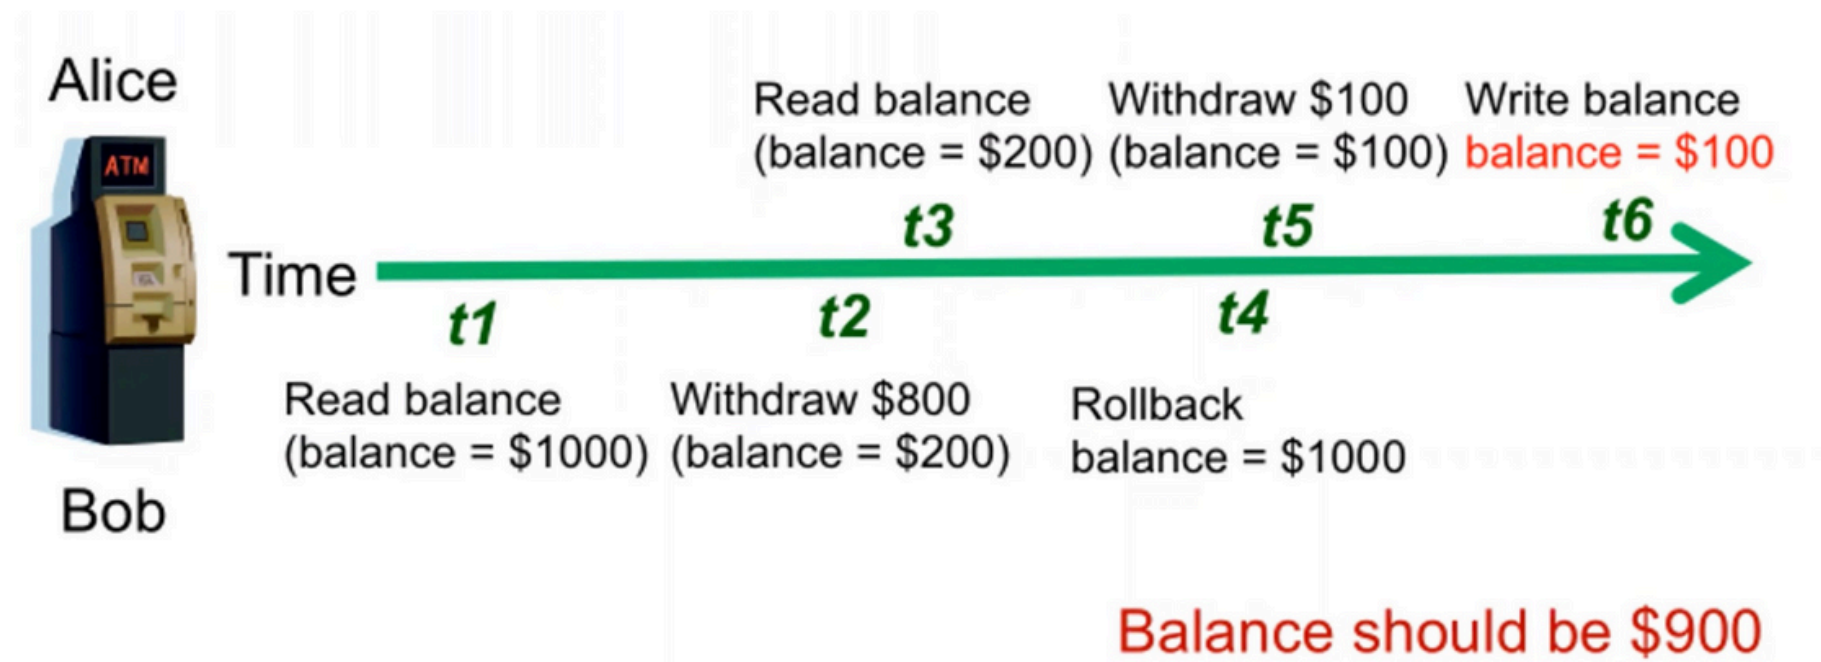 Alice
Read balance
(balance = $200)
Withdraw $100
(balance = $100)
Write balance
balance = $100
ATM
t3
t5
t6
Time
t1
t2
t4
Read balance
(balance = $1000)
Withdraw $800
(balance = $200)
Rollback
balance = $1000
Bob
Balance should be $900